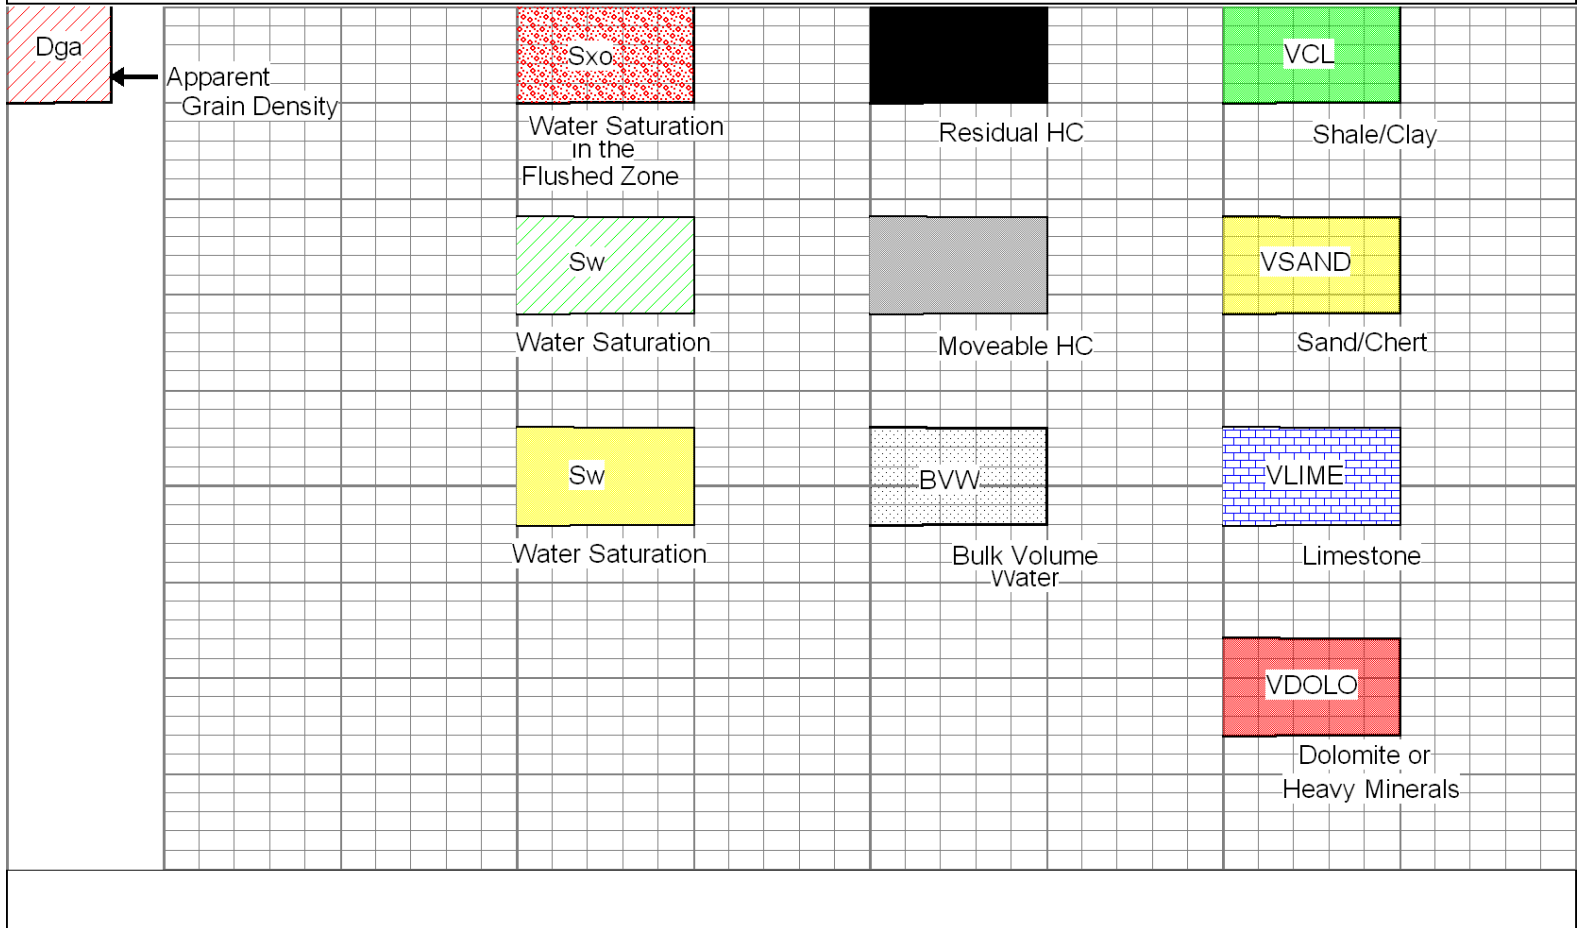 Dga
Apparent
Grain Density
Sxo
Water Saturation
in the
Flushed Zone
Residual HC
VCL
Shale/Clay
Sw
Water Saturation
Moveable HC
VSAND
Sand/Chert
Sw
Water Saturation
BVW
Bulk Volume
Water
VLIME
Limestone
VDOLO
Dolomite or
Heavy Minerals